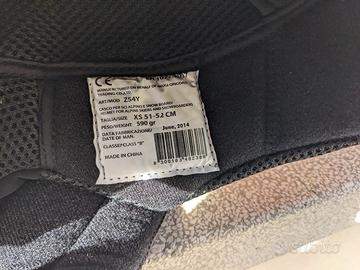 MANUFACTURED ON BEHALF OF
TRADING CO.,LTD
ART/MOD. Z54Y
CASCO PER SCI ALPINO E SNOWBOARD
HELMET FOR ALPINE SKIERS AND SNOWBOARDERS
TAGLIA/SIZE XS 51-52 CM
PESO/WEIGHT 590 gr
DATA FABBRICAZIONE/
DATE OF MAN. June, 2014
CLASSE/CLASS "B"
MADE IN CHINA